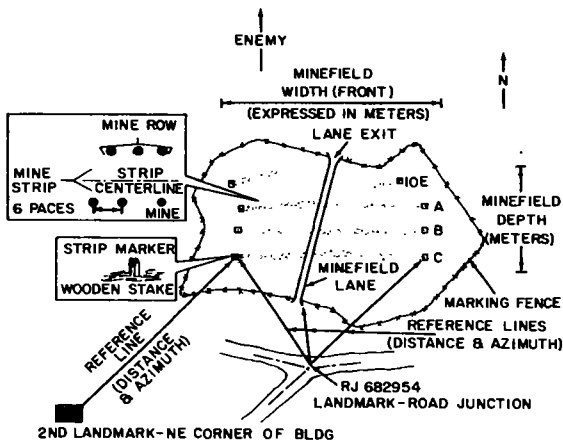 ENEMY
N
MINEFIELD
WIDTH (FRONT)
(EXPRESSED IN METERS)
LANE EXIT
MINE ROW
MINE
STRIP
STRIP
CENTERLINE
6 PACES
MINE
IOE
A
B
C
MINEFIELD
DEPTH
(METERS)
STRIP MARKER
WOODEN STAKE
MINEFIELD
LANE
MARKING FENCE
REFERENCE
LINE
(DISTANCE
& AZIMUTH)
REFERENCE LINES
(DISTANCE & AZIMUTH)
RJ 682954
LANDMARK-ROAD JUNCTION
2ND LANDMARK-NE CORNER OF BLDG